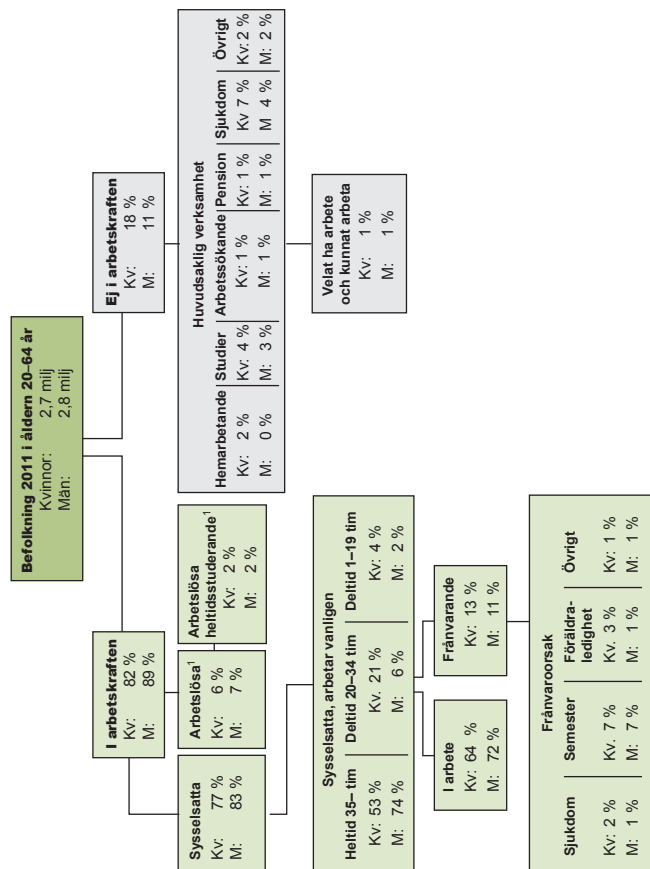 Befolkning 2011 i åldern 20–64 år
Kvinnor: 2,7 milj
Män: 2,8 milj
I arbetskraften
Kv: 82 %
M: 89 %
Ej i arbetskraften
Kv: 18 %
M: 11 %
Sysselsatta
Kv: 77 %
M: 83 %
Arbetslösa¹
Kv: 6 %
M: 7 %
Arbetslösa
heltidsstuderande¹
Kv: 2 %
M: 2 %
Huvudsaklig verksamhet
Hemarbetande Studier Arbetssökande Pension Sjukdom Övrigt
Kv: 2 % Kv: 4 % Kv: 1 % Kv: 1 % Kv 7 % Kv: 2 %
M: 0 % M: 3 % M: 1 % M: 1 % M 4 % M: 2 %
Velat ha arbete
och kunnat arbeta
Kv: 1 %
M: 1 %
Sysselsatta, arbetar vanligen
Heltid 35– tim Deltid 20–34 tim Deltid 1–19 tim
Kv: 53 % Kv. 21 % Kv: 4 %
M: 74 % M: 6 % M: 2 %
I arbete
Kv: 64 %
M: 72 %
Frånvarande
Kv: 13 %
M: 11 %
Frånvaroorsak
Sjukdom Semester Föräldra-
ledighet Övrigt
Kv: 2 % Kv. 7 % Kv. 3 % Kv: 1 %
M: 1 % M: 7 % M: 1 % M: 1 %